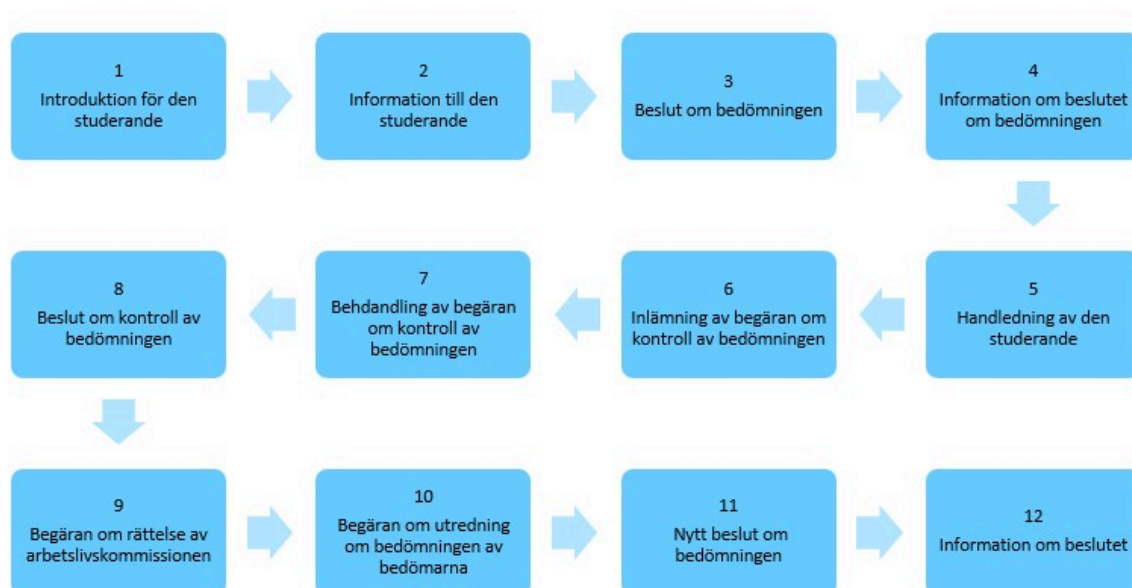 1
Introduktion för den
studerande
2
Information till den
studerande
3
Beslut om bedömningen
4
Information om beslutet
om bedömningen
5
Handledning av den
studerande
6
Inlämning av begäran om
kontroll av bedömningen
7
Behdandling av begäran
om kontroll av
bedömningen
8
Beslut om kontroll av
bedömningen
9
Begäran om rättelse av
arbetslivskommissionen
10
Begäran om utredning
om bedömningen av
bedömarna
11
Nytt beslut om
bedömningen
12
Information om beslutet